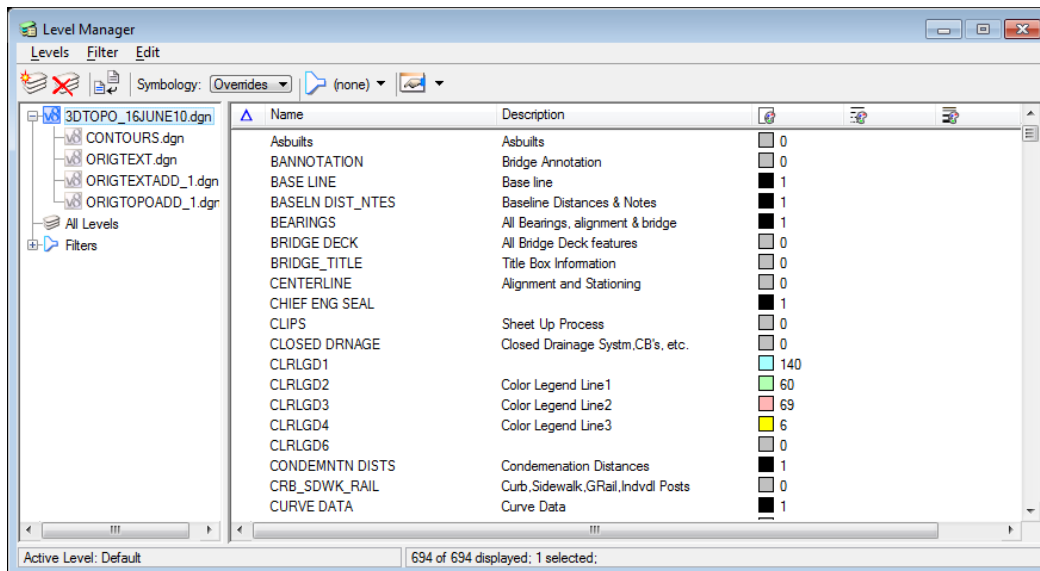 Level Manager
Levels Filter Edit
Symbology: Overrides (none)
3DTOPO_16JUNE10.dgn
CONTOURS.dgn
ORIGTEXT.dgn
ORIGTEXTADD_1.dgn
ORIGTOPOADD_1.dgn
All Levels
Filters
Name Description
Asbuilts Asbuilts 0
BANNOTATION Bridge Annotation 0
BASE LINE Base line 1
BASELN DIST_NTES Baseline Distances & Notes 1
BEARINGS All Bearings, alignment & bridge 1
BRIDGE DECK All Bridge Deck features 0
BRIDGE_TITLE Title Box Information 0
CENTERLINE Alignment and Stationing 0
CHIEF ENG SEAL 1
CLIPS Sheet Up Process 0
CLOSED DRNAGE Closed Drainage Systm,CB's, etc. 0
CLRLGD1 140
CLRLGD2 Color Legend Line1 60
CLRLGD3 Color Legend Line2 69
CLRLGD4 Color Legend Line3 6
CLRLGD6 0
CONDEMNTN DISTS Condemenation Distances 1
CRB_SDWK_RAIL Curb,Sidewalk,GRail,Indvdl Posts 0
CURVE DATA Curve Data 1
Active Level: Default 694 of 694 displayed; 1 selected;